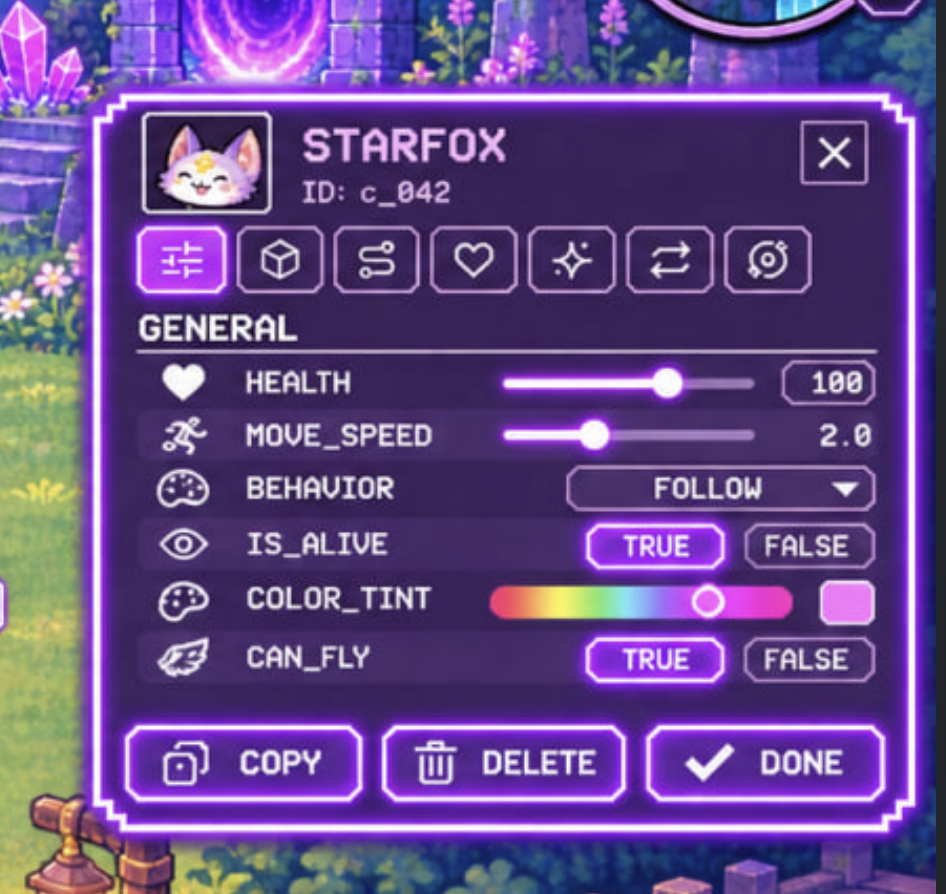 STARFOX
ID: c_042
GENERAL
HEALTH 100
MOVE_SPEED 2.0
BEHAVIOR FOLLOW
IS_ALIVE TRUE FALSE
COLOR_TINT
CAN_FLY TRUE FALSE
COPY DELETE DONE